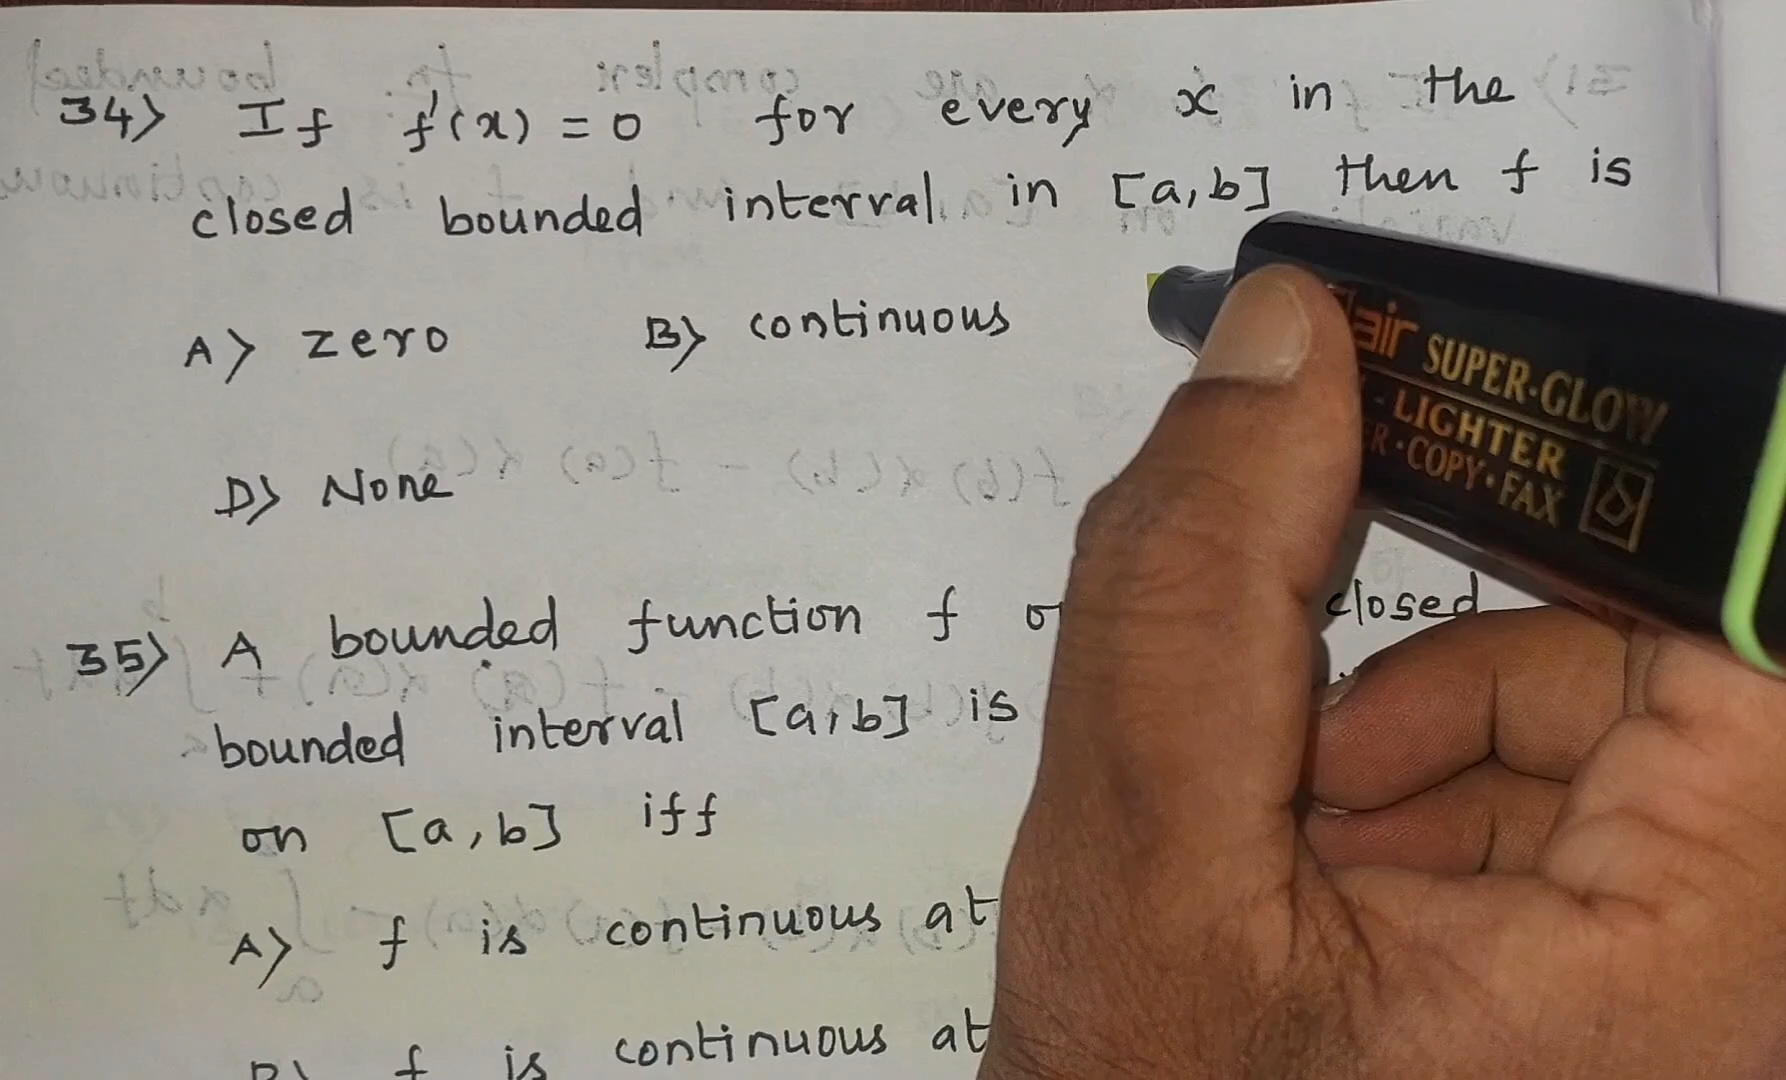 34) If f'(x) = 0 for every x in the
closed bounded interval in [a,b] then f is
A) zero B) continuous
D) None
35) A bounded function f closed
bounded interval [a,b] is
on [a,b] iff
A) f is continuous at
f is continuous at
SUPER-GLOW
LIGHTER
COPY・FAX